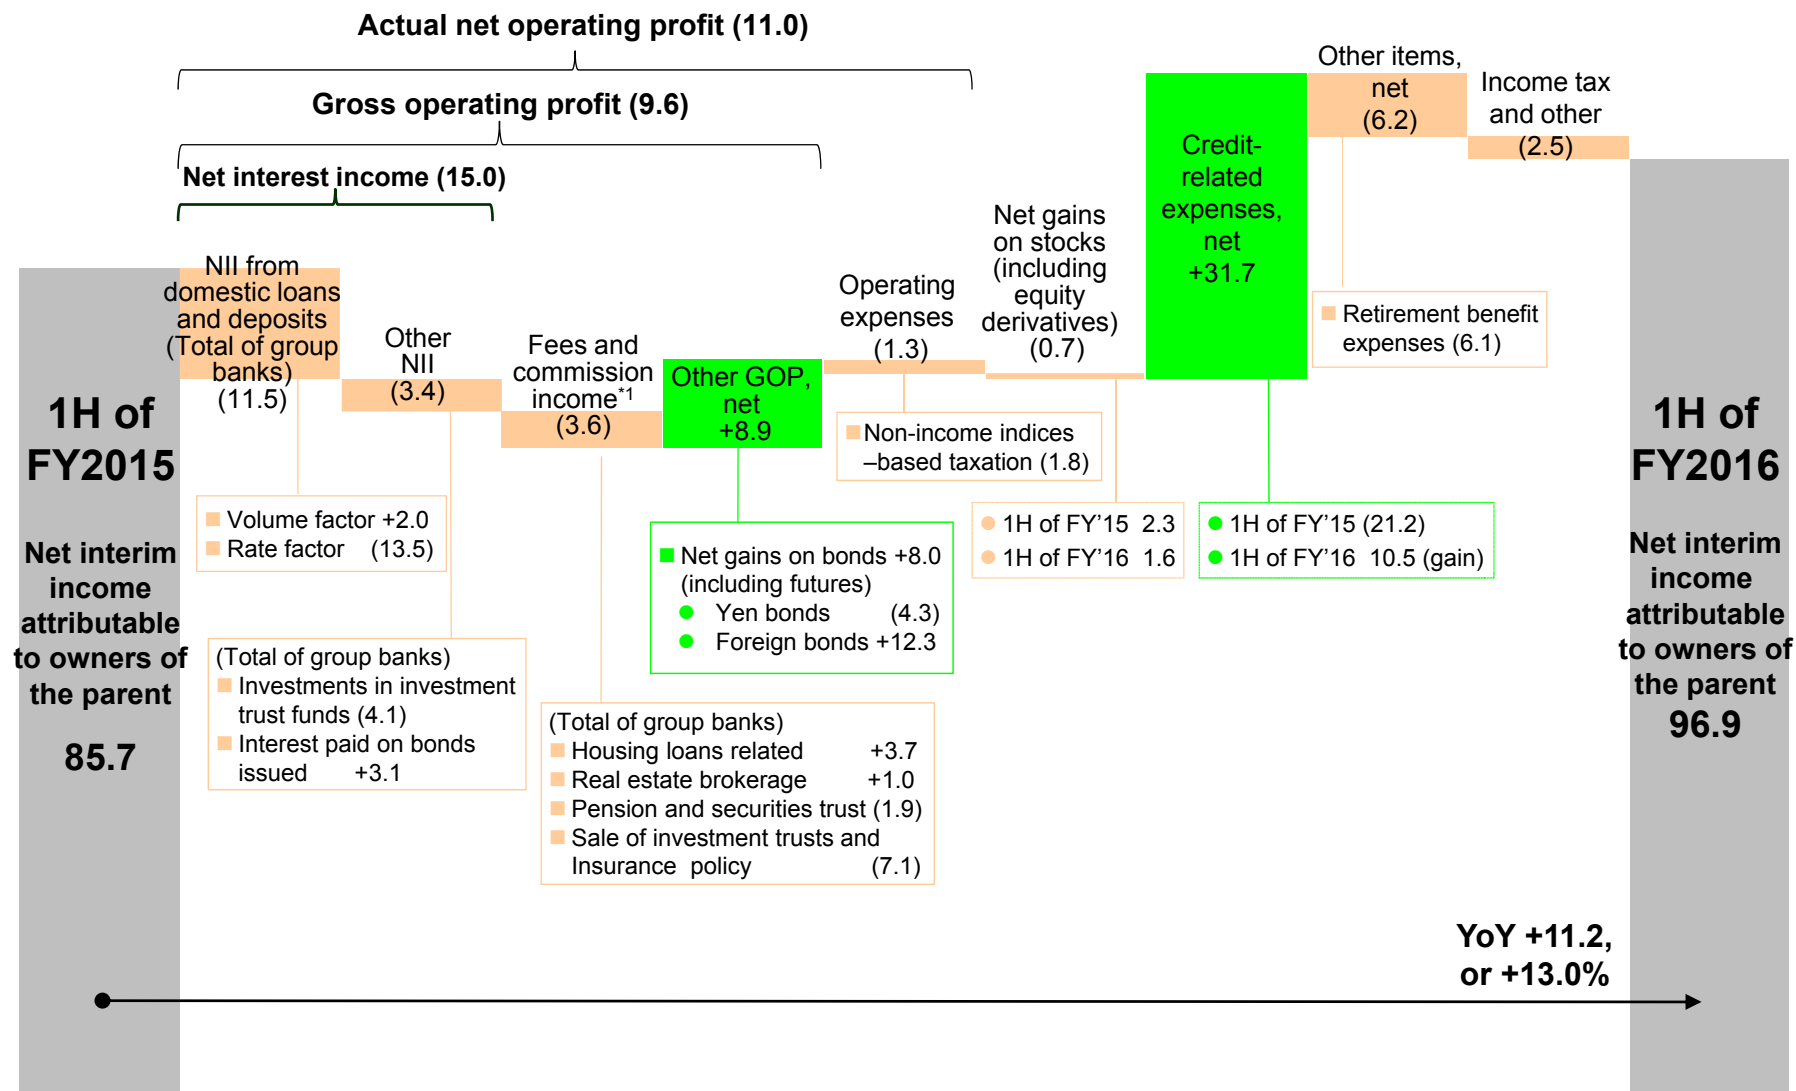 Actual net operating profit (11.0)
Gross operating profit (9.6)
Net interest income (15.0)
1H of
FY2015
Net interim
income
attributable
to owners of
the parent
85.7
NII from
domestic loans
and deposits
(Total of group
banks)
(11.5)
Volume factor +2.0
Rate factor (13.5)
Other
NII
(3.4)
(Total of group banks)
Investments in investment
trust funds (4.1)
Interest paid on bonds
issued +3.1
Fees and
commission
income*1
(3.6)
(Total of group banks)
Housing loans related +3.7
Real estate brokerage +1.0
Pension and securities trust (1.9)
Sale of investment trusts and
Insurance policy (7.1)
Other GOP,
net
+8.9
Net gains on bonds +8.0
(including futures)
Yen bonds (4.3)
Foreign bonds +12.3
Operating
expenses
(1.3)
Non-income indices
–based taxation (1.8)
Net gains
on stocks
(including
equity
derivatives)
(0.7)
1H of FY’15 2.3
1H of FY’16 1.6
Credit-
related
expenses,
net
+31.7
1H of FY’15 (21.2)
1H of FY’16 10.5 (gain)
Other items,
net
(6.2)
Retirement benefit
expenses (6.1)
Income tax
and other
(2.5)
1H of
FY2016
Net interim
income
attributable
to owners of
the parent
96.9
YoY +11.2,
or +13.0%